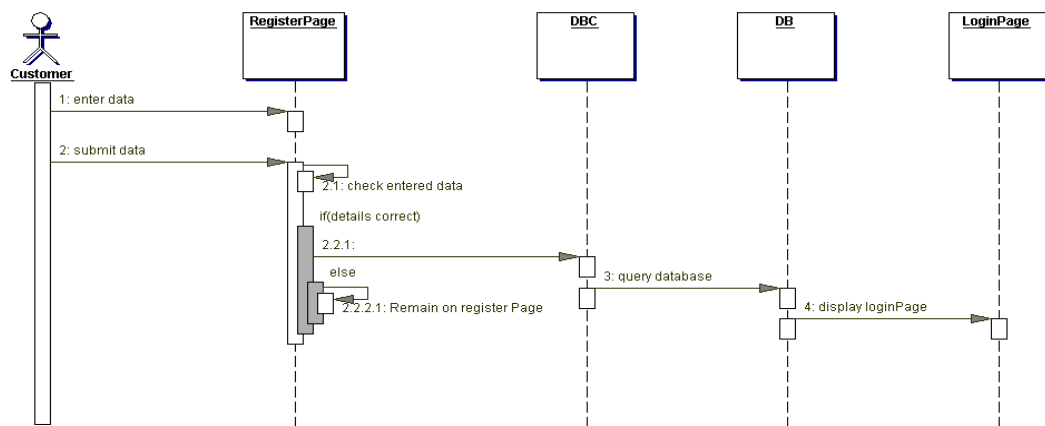 RegisterPage
DBC
DB
LoginPage
Customer
1: enter data
2: submit data
2.1: check entered data
if(details correct)
2.2.1:
else
3: query database
2.2.2.1: Remain on register Page
4: display loginPage